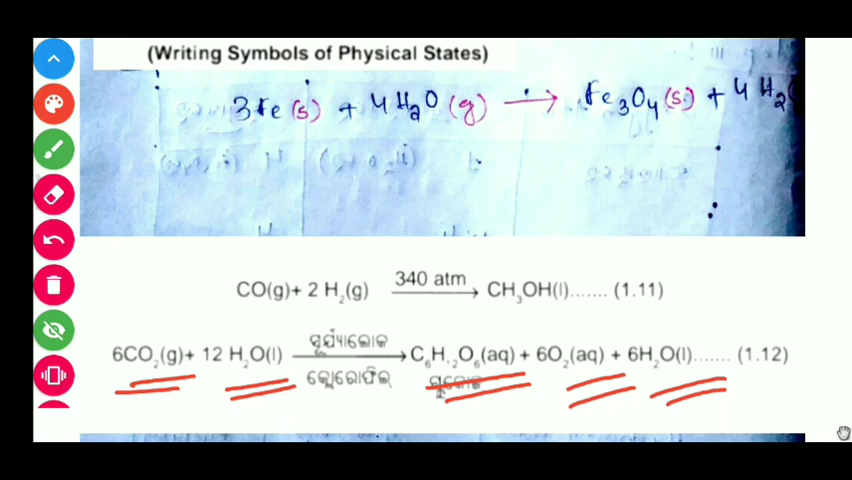 (Writing Symbols of Physical States)
3Fe(s) + 4H₂O(g) → Fe₃O₄(s) + 4H₂(
CO(g)+ 2 H₂(g) 340 atm → CH₃OH(l)....... (1.11)
ସୂର୍ଯ୍ୟାଲୋକ
6CO₂(g)+ 12 H₂O(l) → C₆H₁₂O₆(aq) + 6O₂(aq) + 6H₂O(l)....... (1.12)
କ୍ଲୋରୋଫିଲ୍ ଗ୍ଲୁକୋଜ